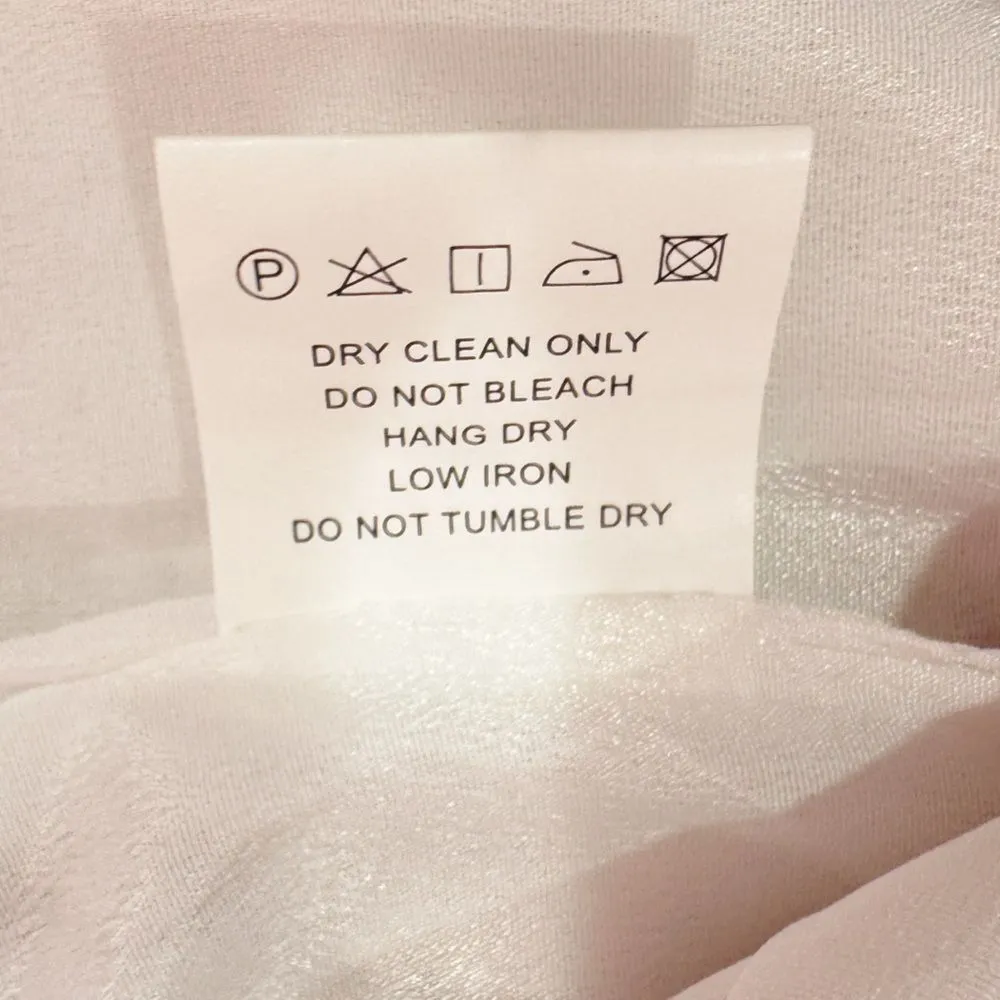 P
DRY CLEAN ONLY
DO NOT BLEACH
HANG DRY
LOW IRON
DO NOT TUMBLE DRY